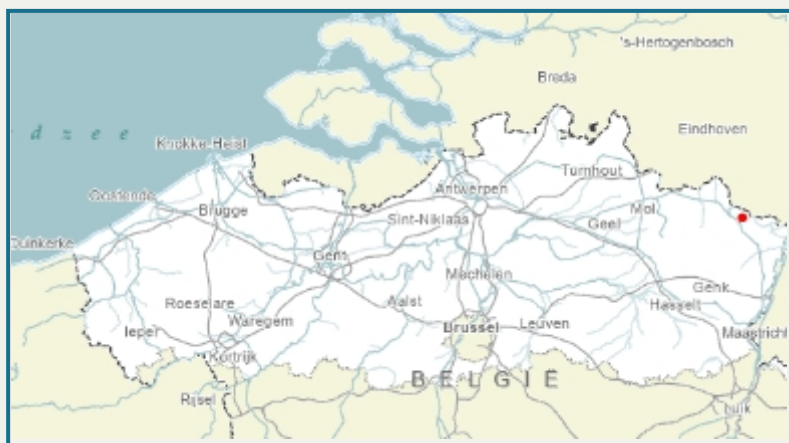 's-Hertogenbosch
Breda
Eindhoven
d z e e
Knokke-Heist
Turnhout
Antwerpen
Oostende
Brugge
Sint-Niklaas
Geel
Mol
Duinkerke
Gent
Mechelen
Genk
Roeselare
Aalst
Hasselt
Ieper
Waregem
Brussel
Leuven
Maastricht
Kortrijk
BELGIË
Rijsel
Luik